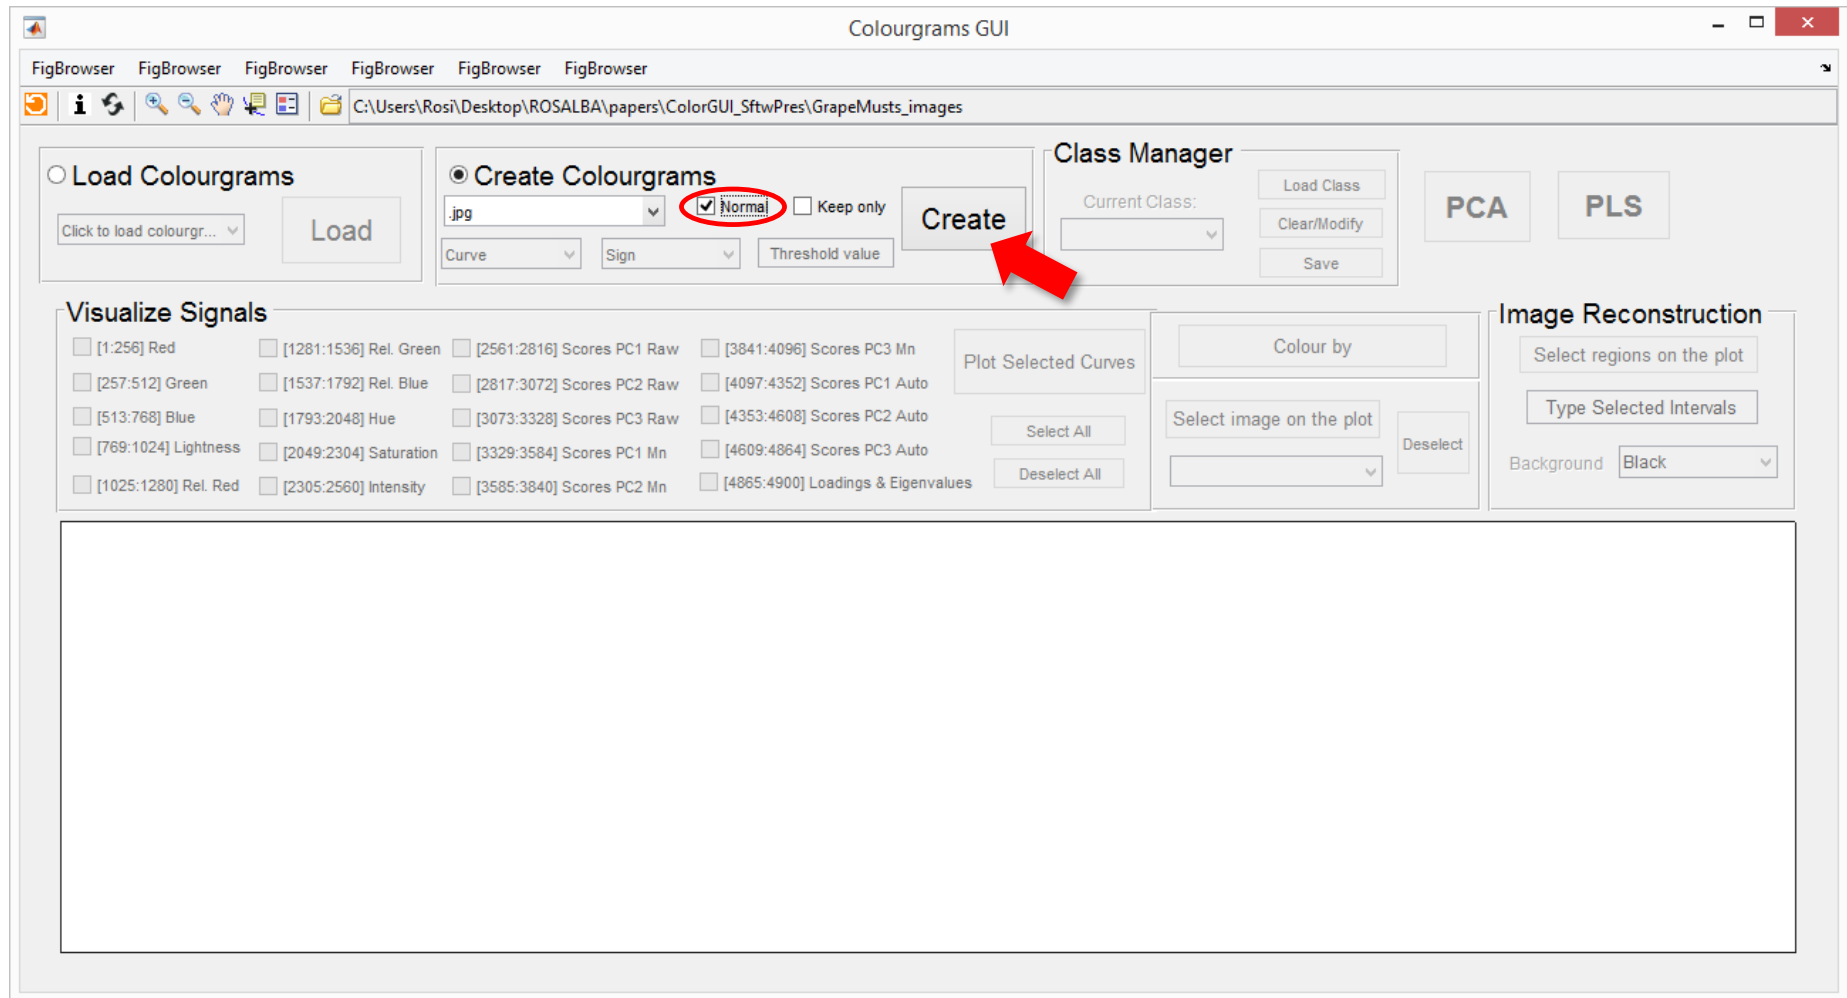 Colourgrams GUI
FigBrowser FigBrowser FigBrowser FigBrowser FigBrowser FigBrowser
C:\Users\Rosi\Desktop\ROSALBA\papers\ColorGUI_SftwPres\GrapeMusts_images
Load Colourgrams
Click to load colourgr...
Load
Create Colourgrams
.jpg
Normal
Keep only
Create
Curve
Sign
Threshold value
Class Manager
Current Class:
Load Class
Clear/Modify
Save
PCA
PLS
Visualize Signals
[1:256] Red
[257:512] Green
[513:768] Blue
[769:1024] Lightness
[1025:1280] Rel. Red
[1281:1536] Rel. Green
[1537:1792] Rel. Blue
[1793:2048] Hue
[2049:2304] Saturation
[2305:2560] Intensity
[2561:2816] Scores PC1 Raw
[2817:3072] Scores PC2 Raw
[3073:3328] Scores PC3 Raw
[3329:3584] Scores PC1 Mn
[3585:3840] Scores PC2 Mn
[3841:4096] Scores PC3 Mn
[4097:4352] Scores PC1 Auto
[4353:4608] Scores PC2 Auto
[4609:4864] Scores PC3 Auto
[4865:4900] Loadings & Eigenvalues
Plot Selected Curves
Select All
Deselect All
Colour by
Select image on the plot
Deselect
Image Reconstruction
Select regions on the plot
Type Selected Intervals
Background
Black